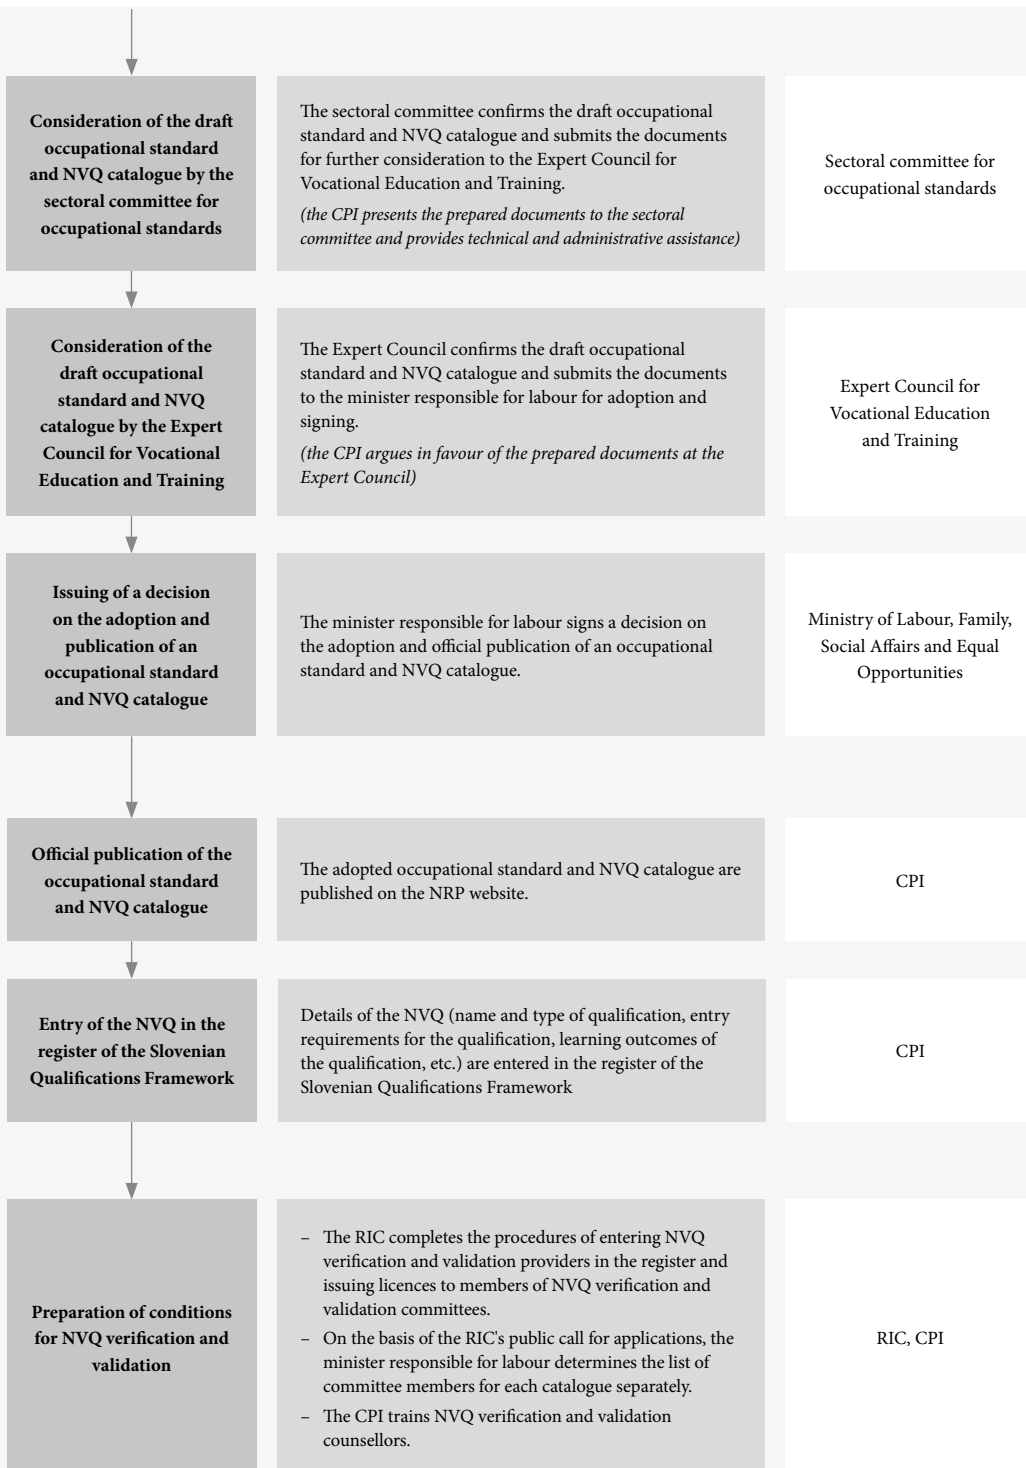 Consideration of the draft
occupational standard
and NVQ catalogue by the
sectoral committee for
occupational standards
The sectoral committee confirms the draft occupational
standard and NVQ catalogue and submits the documents
for further consideration to the Expert Council for
Vocational Education and Training.
(the CPI presents the prepared documents to the sectoral
committee and provides technical and administrative assistance)
Sectoral committee for
occupational standards
Consideration of the
draft occupational
standard and NVQ
catalogue by the Expert
Council for Vocational
Education and Training
The Expert Council confirms the draft occupational
standard and NVQ catalogue and submits the documents
to the minister responsible for labour for adoption and
signing.
(the CPI argues in favour of the prepared documents at the
Expert Council)
Expert Council for
Vocational Education
and Training
Issuing of a decision
on the adoption and
publication of an
occupational standard
and NVQ catalogue
The minister responsible for labour signs a decision on
the adoption and official publication of an occupational
standard and NVQ catalogue.
Ministry of Labour, Family,
Social Affairs and Equal
Opportunities
Official publication of the
occupational standard
and NVQ catalogue
The adopted occupational standard and NVQ catalogue are
published on the NRP website.
CPI
Entry of the NVQ in the
register of the Slovenian
Qualifications Framework
Details of the NVQ (name and type of qualification, entry
requirements for the qualification, learning outcomes of
the qualification, etc.) are entered in the register of the
Slovenian Qualifications Framework
CPI
Preparation of conditions
for NVQ verification and
validation
– The RIC completes the procedures of entering NVQ
verification and validation providers in the register and
issuing licences to members of NVQ verification and
validation committees.
– On the basis of the RIC's public call for applications, the
minister responsible for labour determines the list of
committee members for each catalogue separately.
– The CPI trains NVQ verification and validation
counsellors.
RIC, CPI